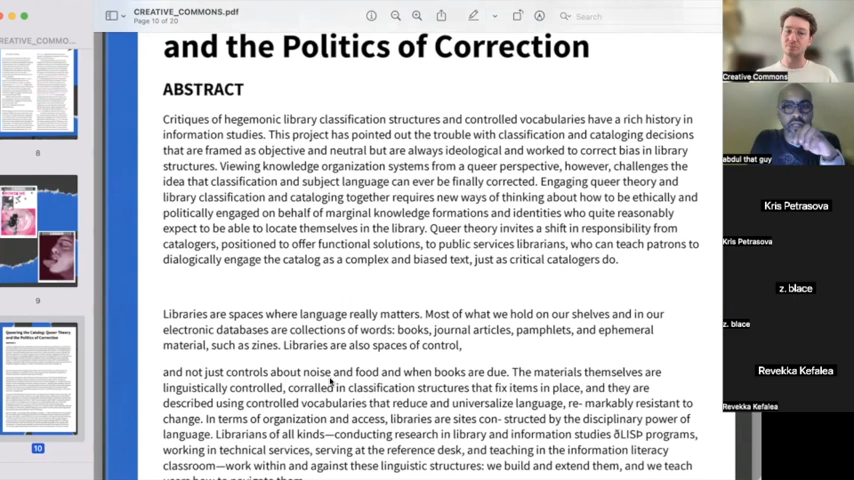 CREATIVE_COMMONS.pdf
Page 10 of 20
Search
REATIVE_COMMO...
8
9
Queering the Catalog: Queer Theory
and the Politics of Correction
10
and the Politics of Correction
ABSTRACT
Critiques of hegemonic library classification structures and controlled vocabularies have a rich history in
information studies. This project has pointed out the trouble with classification and cataloging decisions
that are framed as objective and neutral but are always ideological and worked to correct bias in library
structures. Viewing knowledge organization systems from a queer perspective, however, challenges the
idea that classification and subject language can ever be finally corrected. Engaging queer theory and
library classification and cataloging together requires new ways of thinking about how to be ethically and
politically engaged on behalf of marginal knowledge formations and identities who quite reasonably
expect to be able to locate themselves in the library. Queer theory invites a shift in responsibility from
catalogers, positioned to offer functional solutions, to public services librarians, who can teach patrons to
dialogically engage the catalog as a complex and biased text, just as critical catalogers do.
Libraries are spaces where language really matters. Most of what we hold on our shelves and in our
electronic databases are collections of words: books, journal articles, pamphlets, and ephemeral
material, such as zines. Libraries are also spaces of control,
and not just controls about noise and food and when books are due. The materials themselves are
linguistically controlled, corralled in classification structures that fix items in place, and they are
described using controlled vocabularies that reduce and universalize language, re- markably resistant to
change. In terms of organization and access, libraries are sites con- structed by the disciplinary power of
language. Librarians of all kinds—conducting research in library and information studies ðLISÞ programs,
working in technical services, serving at the reference desk, and teaching in the information literacy
classroom—work within and against these linguistic structures: we build and extend them, and we teach
users how to navigate them
Creative Commons
abdul that guy
Kris Petrasova
Kris Petrasova
z. blace
z. blace
Revekka Kefalea
Revekka Kefalea